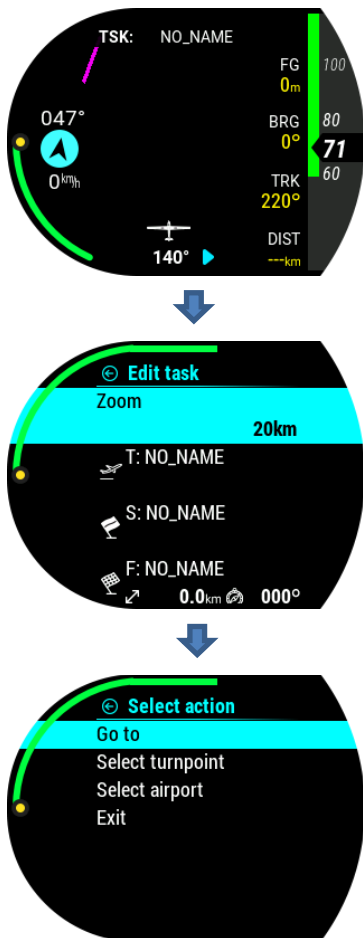 TSK: NO_NAME
FG 100
0m
047° BRG 80
0° 71
0km/h TRK 60
220°
140° DIST
---km
Edit task
Zoom
20km
T: NO_NAME
S: NO_NAME
F: NO_NAME
0.0km 000°
Select action
Go to
Select turnpoint
Select airport
Exit